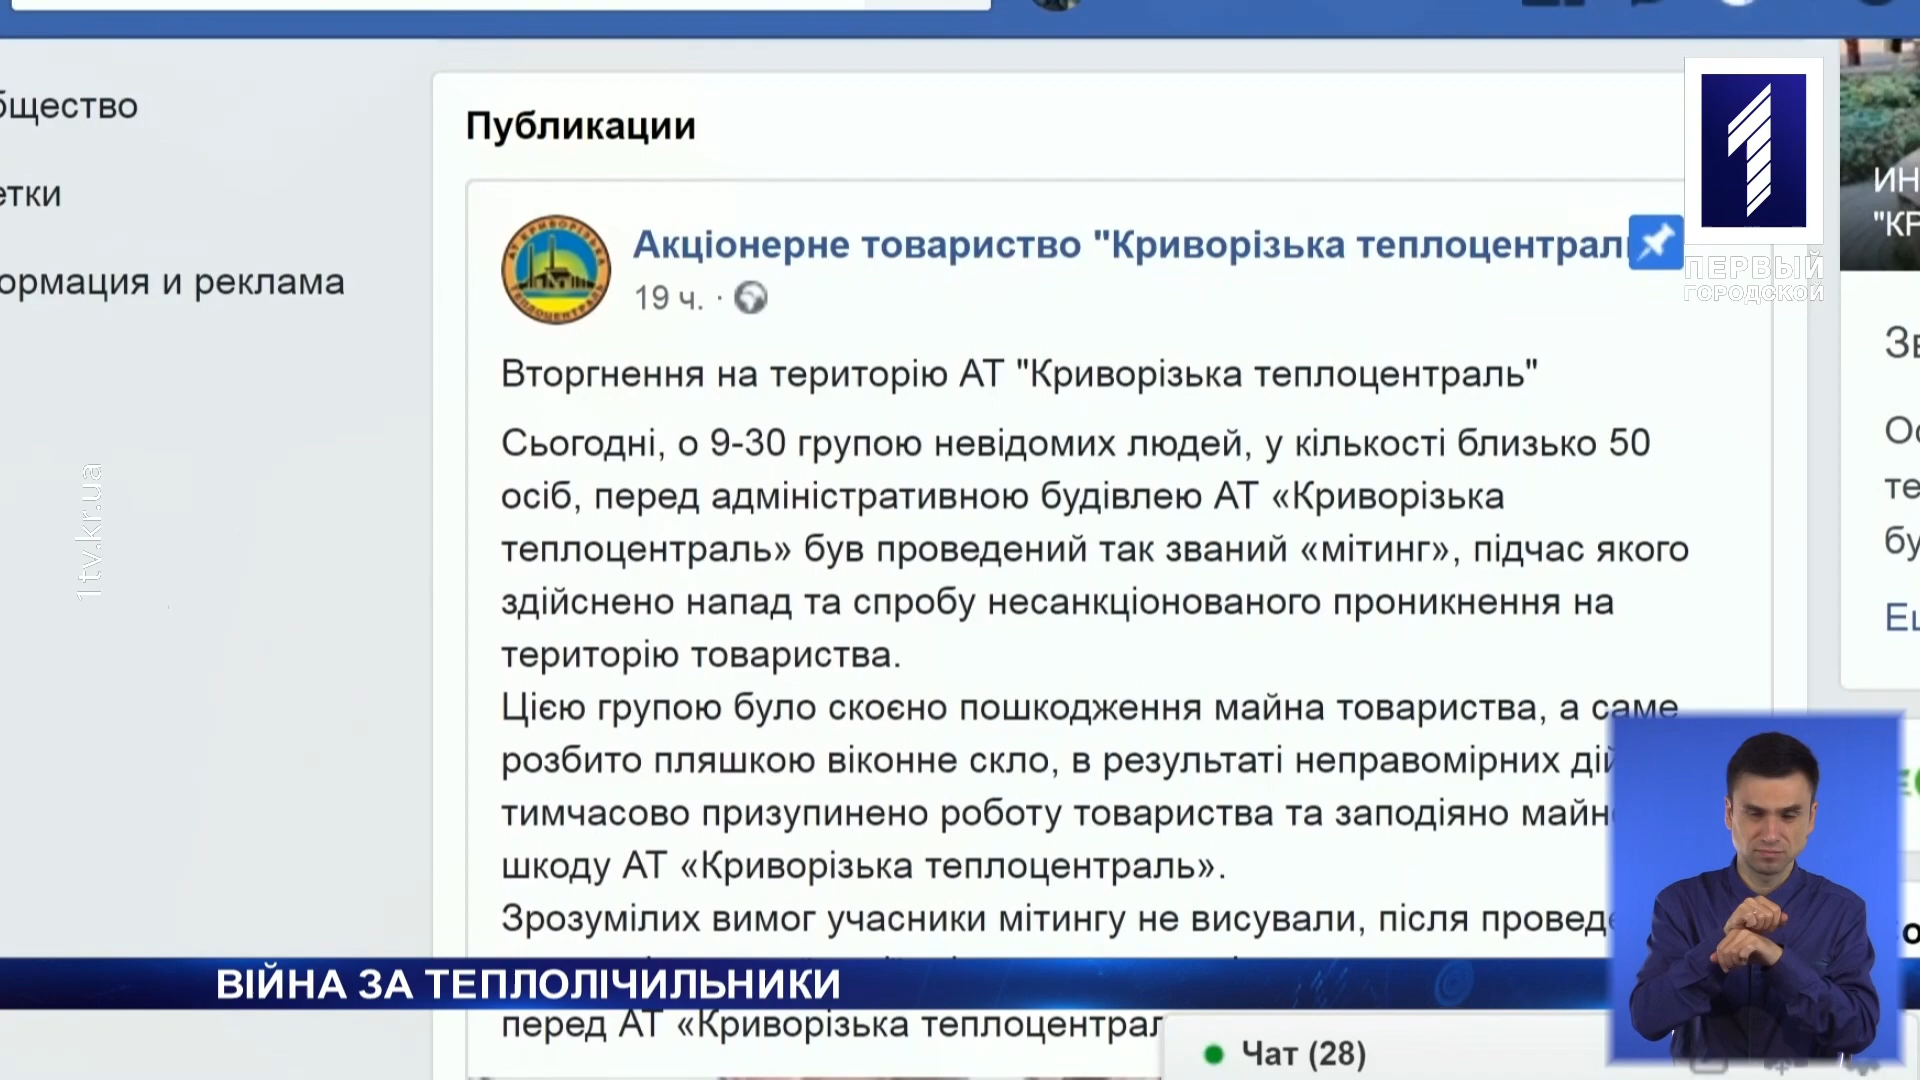 Публикации
ормация и реклама
Акціонерне товариство "Криворізька теплоцентрал
19 ч. ·
ПЕРВЫЙ
ГОРОДСКОЙ
Вторгнення на територію АТ "Криворізька теплоцентраль"
Сьогодні, о 9-30 групою невідомих людей, у кількості близько 50
осіб, перед адміністративною будівлею АТ «Криворізька
теплоцентраль» був проведений так званий «мітинг», підчас якого
здійснено напад та спробу несанкціонованого проникнення на
територію товариства.
Цією групою було скоєно пошкодження майна товариства, а саме
розбито пляшкою віконне скло, в результаті неправомірних дій
тимчасово призупинено роботу товариства та заподіяно майн
шкоду АТ «Криворізька теплоцентраль».
Зрозумілих вимог учасники мітингу не висували, після провед
ВІЙНА ЗА ТЕПЛОЛІЧИЛЬНИКИ
перед АТ «Криворізька теплоцентрал
Чат (28)
бщество
етки
1tv.kr.ua
ИН
"КР